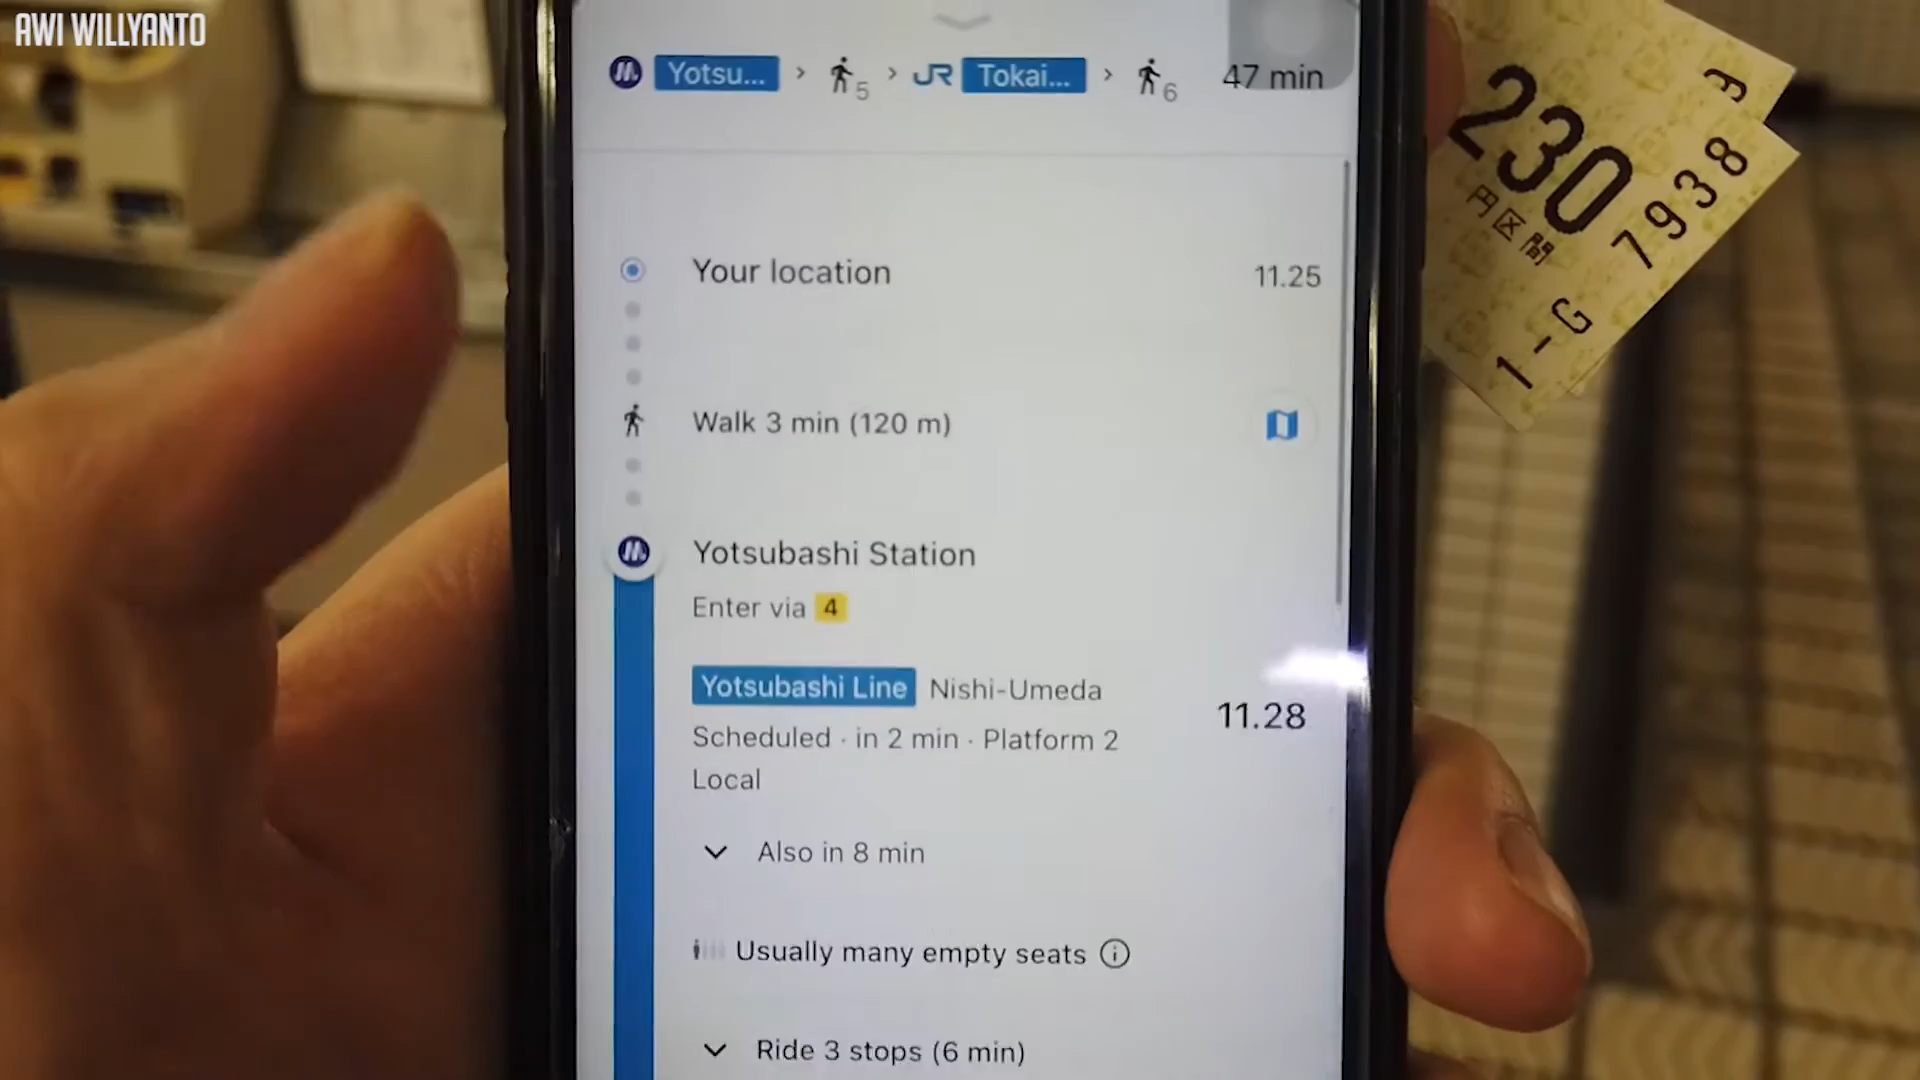 AWI WILLYANTO
Yotsu... > 5 > JR Tokai... > 6 47 min
Your location 11.25
Walk 3 min (120 m)
Yotsubashi Station
Enter via 4
Yotsubashi Line Nishi-Umeda
11.28
Scheduled · in 2 min · Platform 2
Local
Also in 8 min
Usually many empty seats
Ride 3 stops (6 min)
230
円区間
7938
1-G